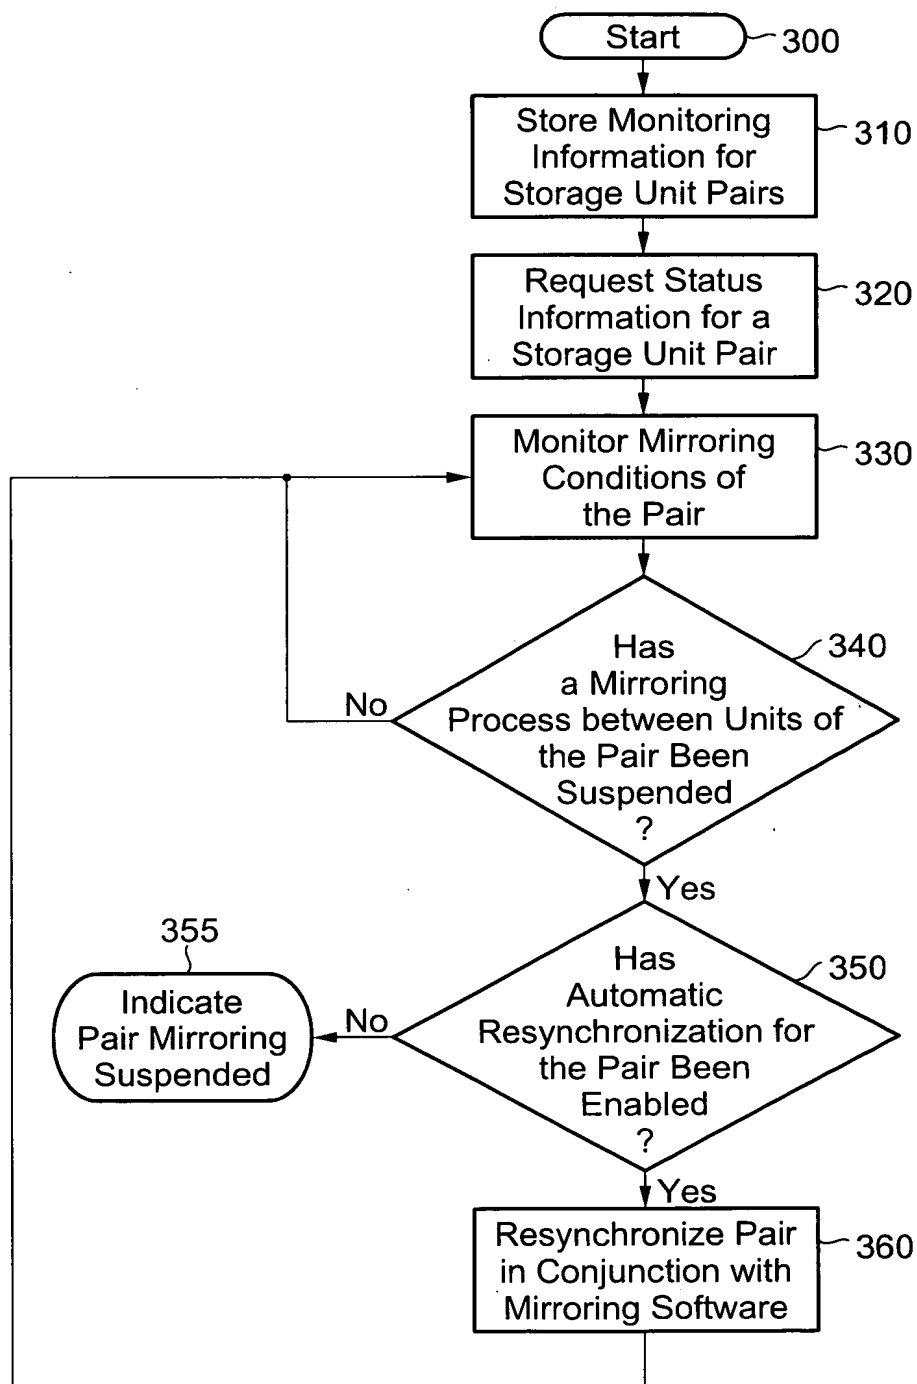 Start
300
Store Monitoring
Information for
Storage Unit Pairs
310
Request Status
Information for a
Storage Unit Pair
320
Monitor Mirroring
Conditions of
the Pair
330
Has
a Mirroring
Process between Units of
the Pair Been
Suspended
?
340
No
Yes
Has
Automatic
Resynchronization for
the Pair Been
Enabled
?
350
No
355
Indicate
Pair Mirroring
Suspended
Yes
Resynchronize Pair
in Conjunction with
Mirroring Software
360